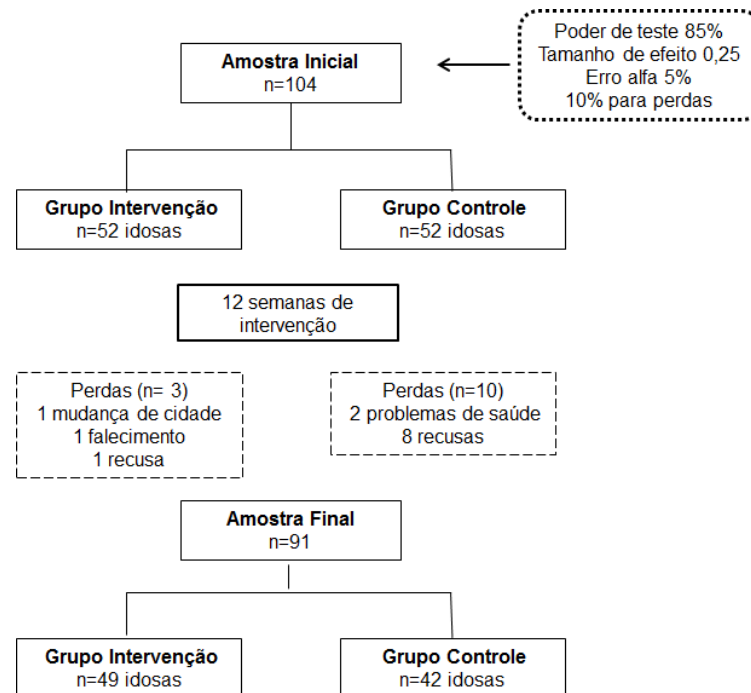 Poder de teste 85%
Tamanho de efeito 0,25
Erro alfa 5%
10% para perdas
Amostra Inicial
n=104
Grupo Intervenção
n=52 idosas
Grupo Controle
n=52 idosas
12 semanas de
intervenção
Perdas (n= 3)
1 mudança de cidade
1 falecimento
1 recusa
Perdas (n=10)
2 problemas de saúde
8 recusas
Amostra Final
n=91
Grupo Intervenção
n=49 idosas
Grupo Controle
n=42 idosas